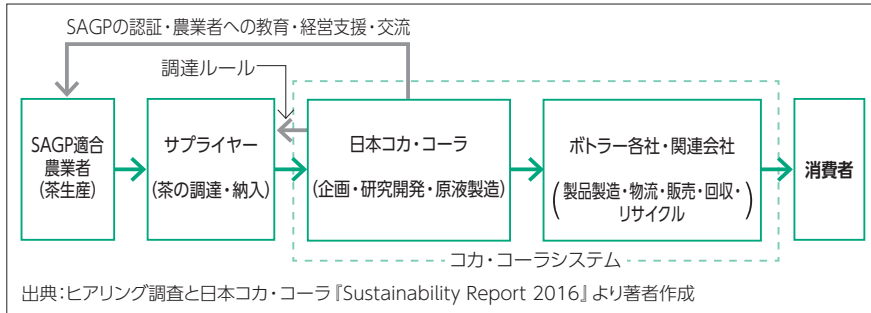 SAGPの認証・農業者への教育・経営支援・交流
調達ルール
SAGP適合
農業者
(茶生産)
サプライヤー
(茶の調達・納入)
日本コカ・コーラ
(企画・研究開発・原液製造)
ボトラー各社・関連会社
(製品製造・物流・販売・回収・
リサイクル)
消費者
コカ・コーラシステム
出典:ヒアリング調査と日本コカ・コーラ『Sustainability Report 2016』より著者作成